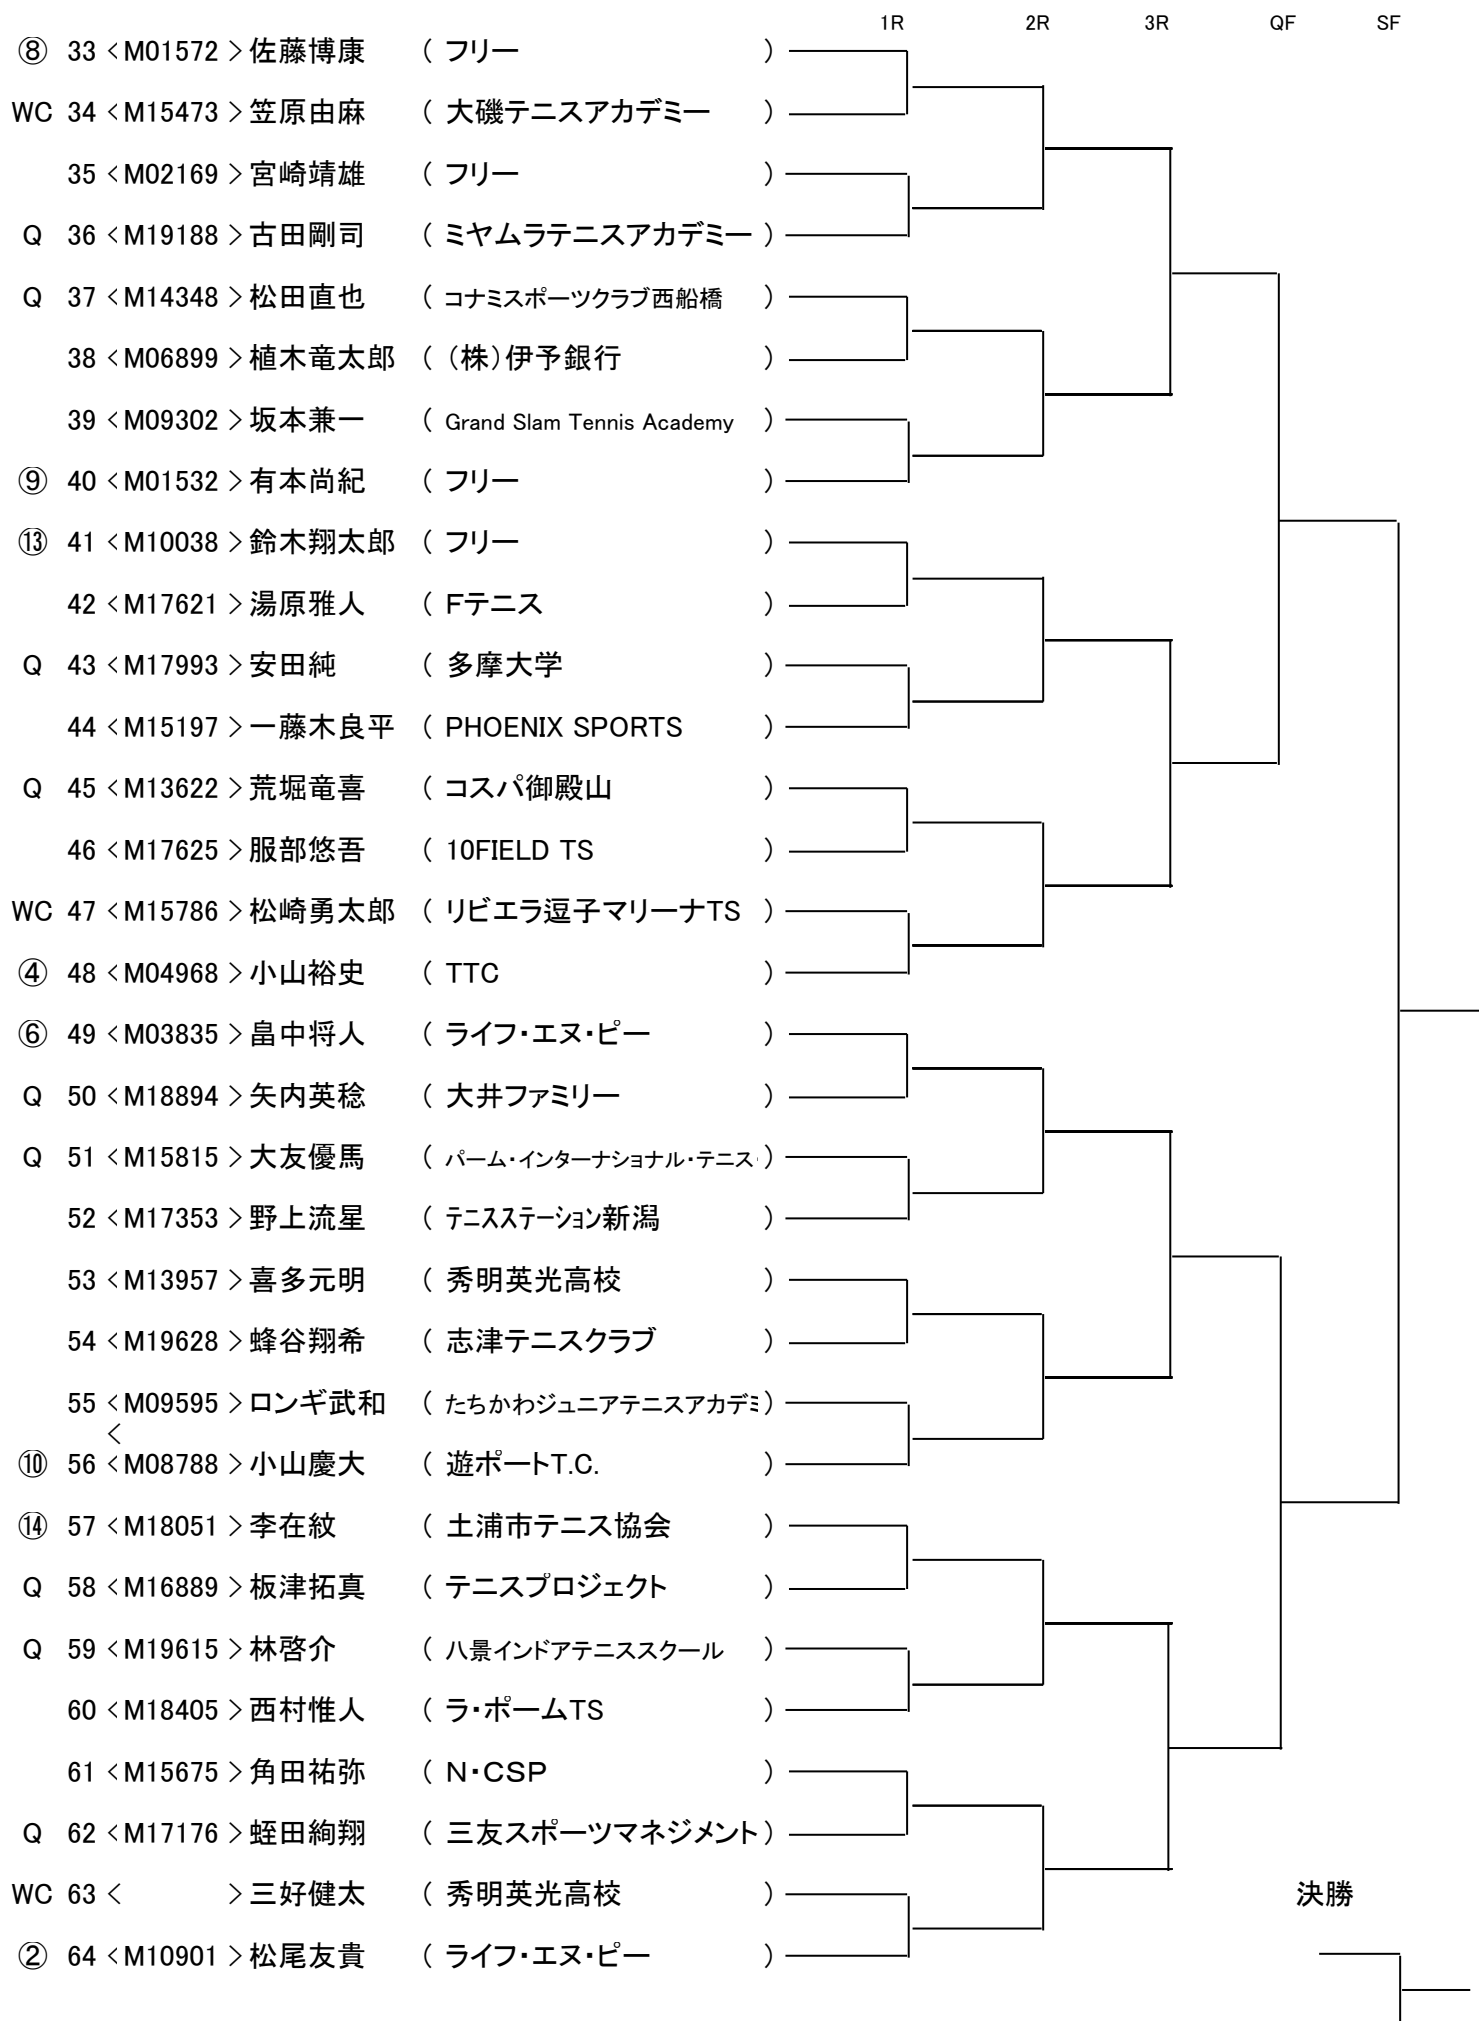 1R 2R 3R QF SF
⑧ 33 <M01572 > 佐藤博康 ( フリー )
WC 34 <M15473 > 笠原由麻 ( 大磯テニスアカデミー )
35 <M02169 > 宮崎靖雄 ( フリー )
Q 36 <M19188 > 古田剛司 ( ミヤムラテニスアカデミー )
Q 37 <M14348 > 松田直也 ( コナミスポーツクラブ西船橋 )
38 <M06899 > 植木竜太郎 ( (株)伊予銀行 )
39 <M09302 > 坂本兼一 ( Grand Slam Tennis Academy )
⑨ 40 <M01532 > 有本尚紀 ( フリー )
⑬ 41 <M10038 > 鈴木翔太郎 ( フリー )
42 <M17621 > 湯原雅人 ( Fテニス )
Q 43 <M17993 > 安田純 ( 多摩大学 )
44 <M15197 > 一藤木良平 ( PHOENIX SPORTS )
Q 45 <M13622 > 荒堀竜喜 ( コスパ御殿山 )
46 <M17625 > 服部悠吾 ( 10FIELD TS )
WC 47 <M15786 > 松崎勇太郎 ( リビエラ逗子マリーナTS )
④ 48 <M04968 > 小山裕史 ( TTC )
⑥ 49 <M03835 > 畠中将人 ( ライフ・エヌ・ピー )
Q 50 <M18894 > 矢内英稔 ( 大井ファミリー )
Q 51 <M15815 > 大友優馬 ( パーム・インターナショナル・テニス )
52 <M17353 > 野上流星 ( テニスステーション新潟 )
53 <M13957 > 喜多元明 ( 秀明英光高校 )
54 <M19628 > 蜂谷翔希 ( 志津テニスクラブ )
55 <M09595 > ロンギ武和 ( たちかわジュニアテニスアカデミ )
<
⑩ 56 <M08788 > 小山慶大 ( 遊ポートT.C. )
⑭ 57 <M18051 > 李在紋 ( 土浦市テニス協会 )
Q 58 <M16889 > 板津拓真 ( テニスプロジェクト )
Q 59 <M19615 > 林啓介 ( 八景インドアテニススクール )
60 <M18405 > 西村惟人 ( ラ・ポームTS )
61 <M15675 > 角田祐弥 ( N・CSP )
Q 62 <M17176 > 蛭田絢翔 ( 三友スポーツマネジメント )
WC 63 < > 三好健太 ( 秀明英光高校 )
決勝
② 64 <M10901 > 松尾友貴 ( ライフ・エヌ・ピー )